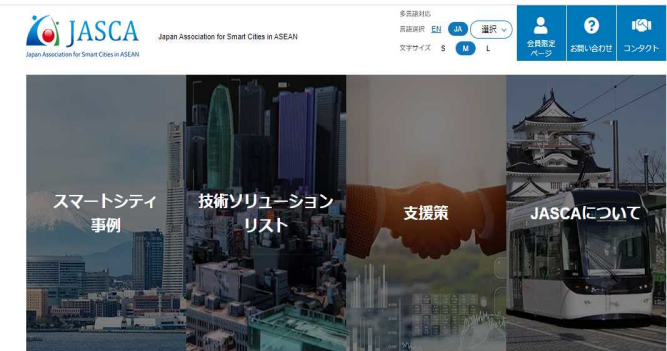 JASCA
Japan Association for Smart Cities in ASEAN
Japan Association for Smart Cities in ASEAN
多言語対応
言語選択 EN JA 選択
文字サイズ S M L
会員限定
ページ
お問い合わせ
コンタクト
スマートシティ
事例
技術ソリューション
リスト
支援策
JASCAについて